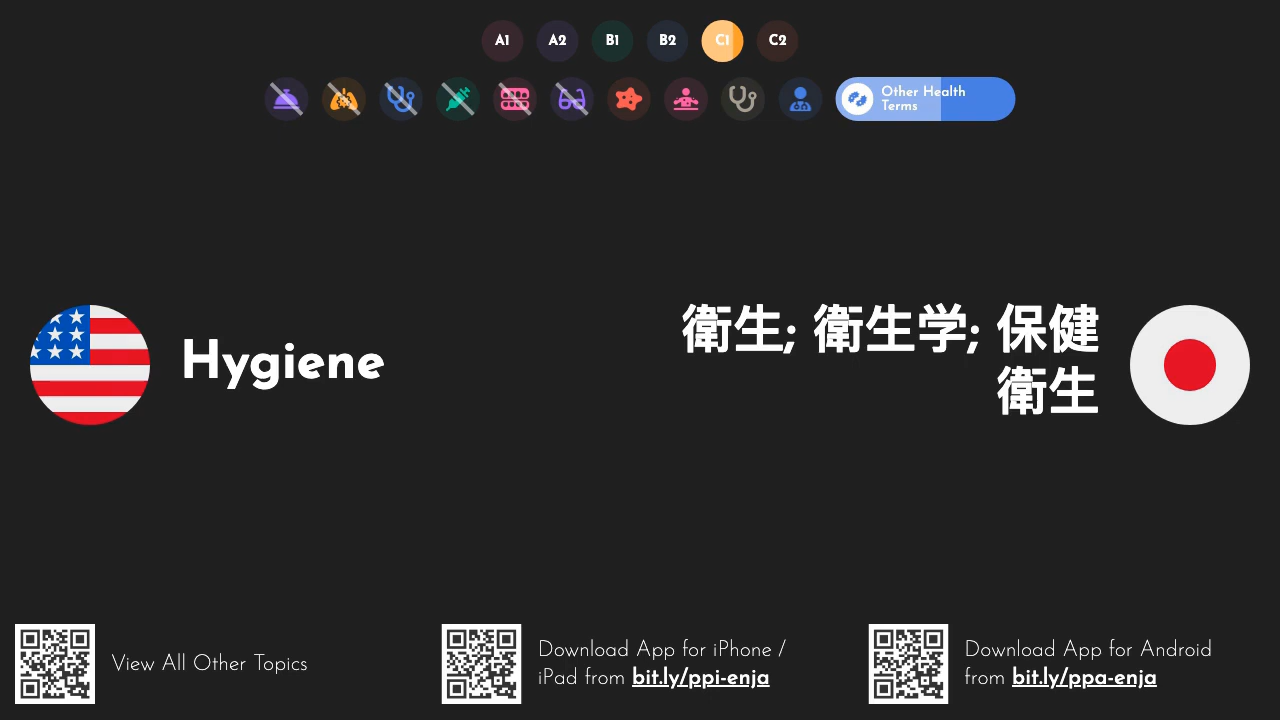 A1 A2 B1 B2 C1 C2
Other Health
Terms
Hygiene
衛生; 衛生学; 保健
衛生
View All Other Topics
Download App for iPhone /
iPad from bit.ly/ppi-enja
Download App for Android
from bit.ly/ppa-enja